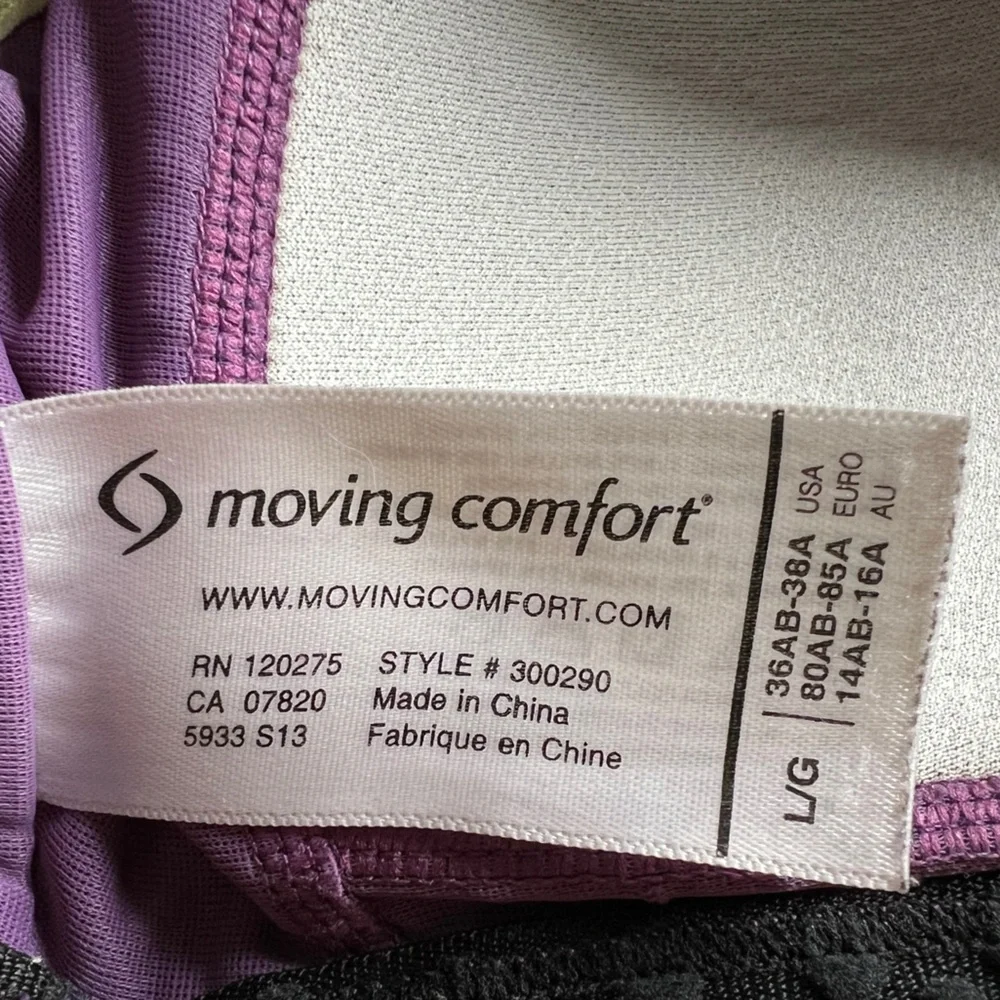 moving comfort®
WWW.MOVINGCOMFORT.COM
RN 120275 STYLE # 300290
CA 07820 Made in China
5933 S13 Fabrique en Chine
L/G
36AB-38A USA
80AB-85A EURO
14AB-16A AU